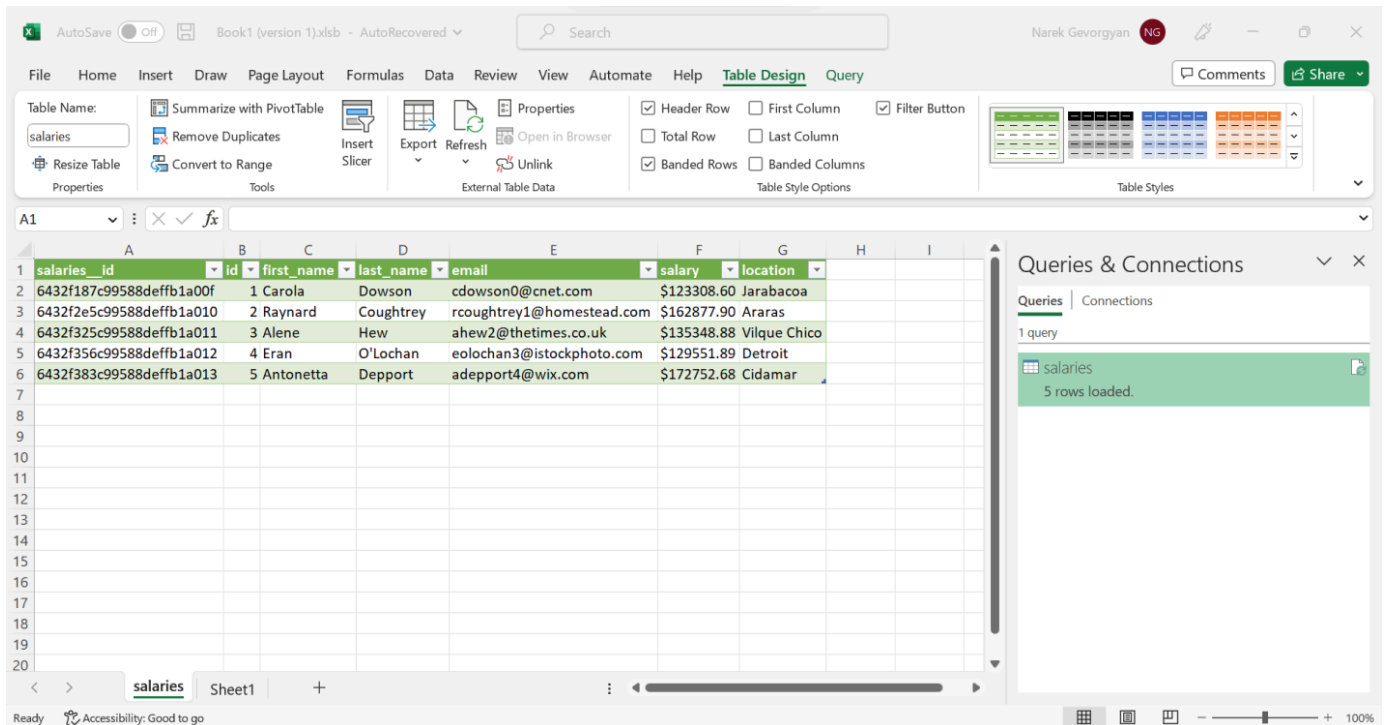 AutoSave Off Book1 (version 1).xlsb - AutoRecovered Search Narek Gevorgyan NG
File Home Insert Draw Page Layout Formulas Data Review View Automate Help Table Design Query Comments Share
Table Name:
salaries
Resize Table
Properties
Summarize with PivotTable
Remove Duplicates
Convert to Range
Tools
Insert
Slicer
Export
Refresh
Properties
Open in Browser
Unlink
External Table Data
Header Row First Column Filter Button
Total Row Last Column
Banded Rows Banded Columns
Table Style Options
Table Styles
A1 fx
A B C D E F G H I
1 salaries__id id first_name last_name email salary location
2 6432f187c99588deffb1a00f 1 Carola Dowson cdowson0@cnet.com $123308.60 Jarabacoa
3 6432f2e5c99588deffb1a010 2 Raynard Coughtrey rcoughtrey1@homestead.com $162877.90 Araras
4 6432f325c99588deffb1a011 3 Alene Hew ahew2@thetimes.co.uk $135348.88 Vilque Chico
5 6432f356c99588deffb1a012 4 Eran O'Lochan eolochan3@istockphoto.com $129551.89 Detroit
6 6432f383c99588deffb1a013 5 Antonetta Depport adepport4@wix.com $172752.68 Cidamar
7
8
9
10
11
12
13
14
15
16
17
18
19
20
Queries & Connections
Queries Connections
1 query
salaries
5 rows loaded.
salaries Sheet1
Ready Accessibility: Good to go 100%